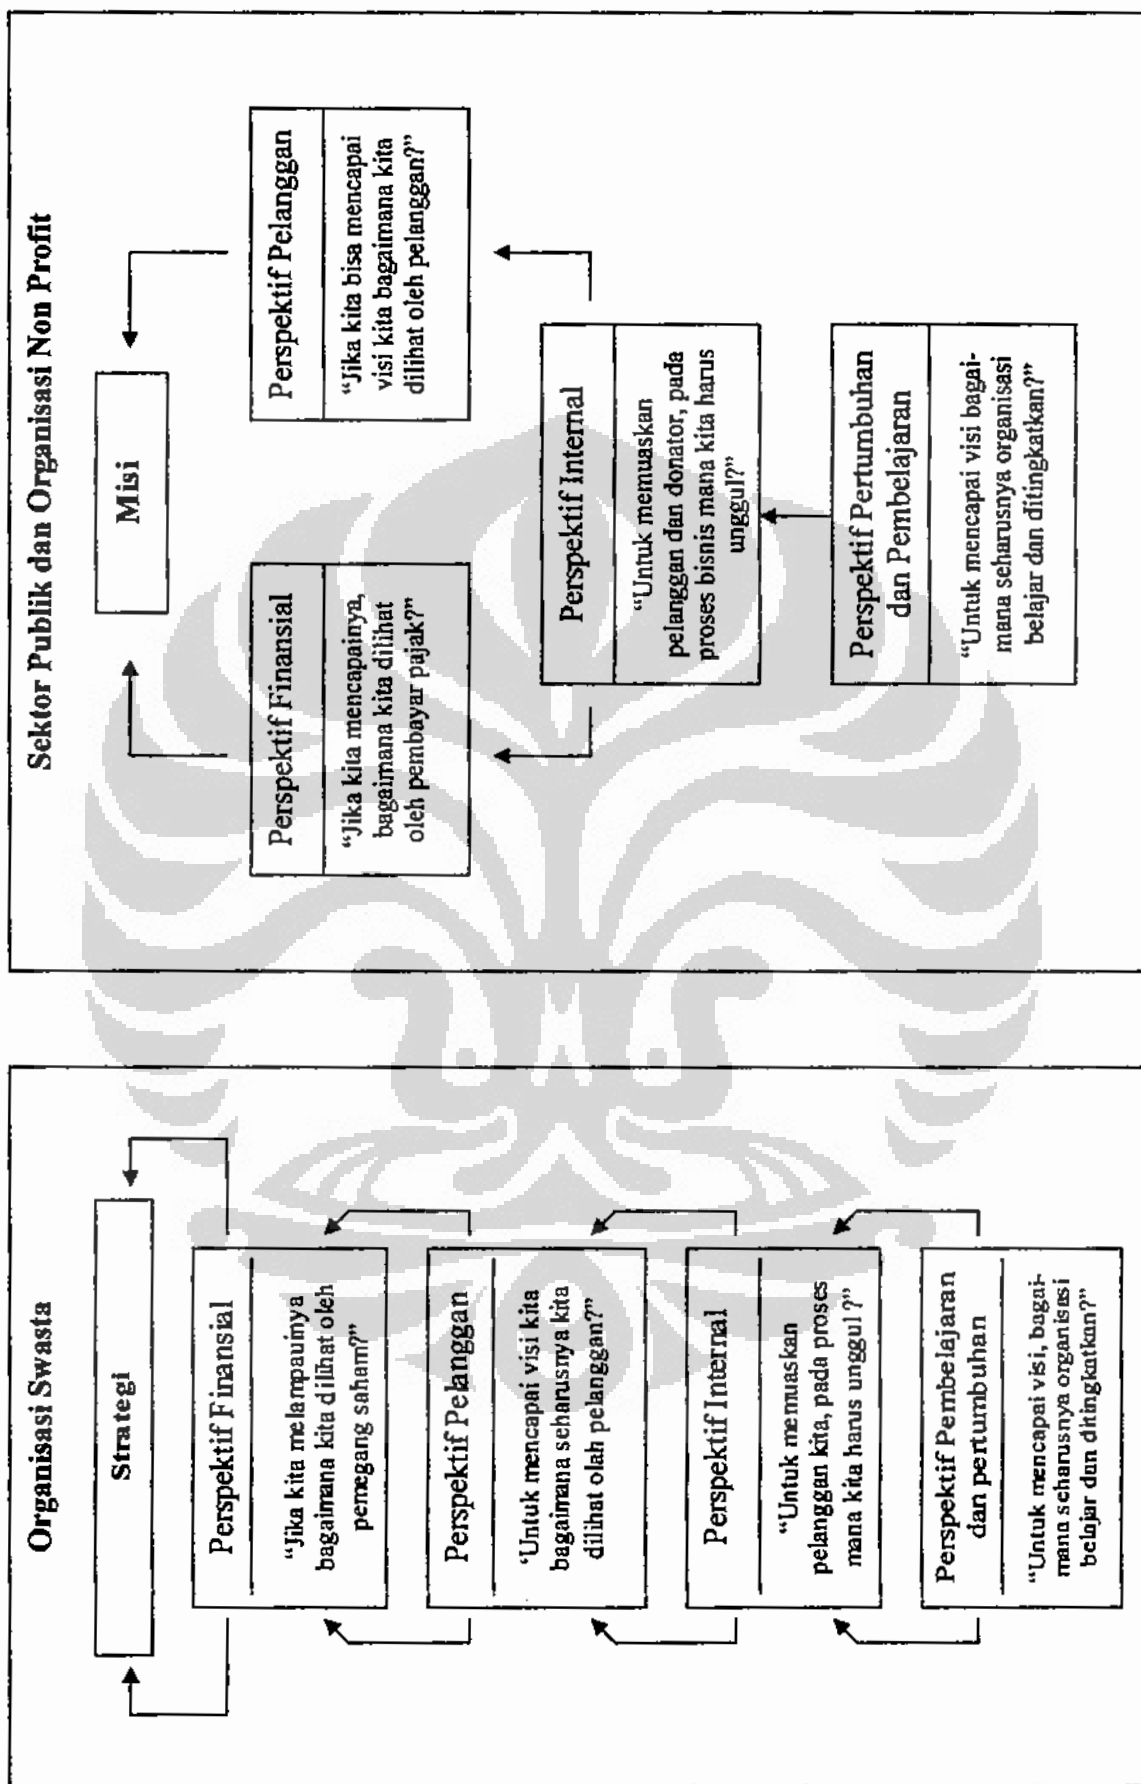 Organisasi Swasta
Strategi
Perspektif Finansial
“Jika kita melampauinya
bagaimana kita dilihat oleh
pemegang saham?”
Perspektif Pelanggan
‘Untuk mencapai visi kita
bagaimana seharusnya kita
dilihat olah pelanggan?”
Perspektif Internal
“Untuk memuaskan
pelanggan kita, pada proses
mana kita harus unggul?”
Perspektif Pembelajaran
dan pertumbuhan
“Untuk mencapai visi, bagai-
mana seharusnya organisasi
belajar dan ditingkatkan?”
Sektor Publik dan Organisasi Non Profit
Misi
Perspektif Finansial
“Jika kita mencapainya,
bagaimana kita dilihat
oleh pembayar pajak?”
Perspektif Pelanggan
“Jika kita bisa mencapai
visi kita bagaimana kita
dilihat oleh pelanggan?”
Perspektif Internal
“Untuk memuaskan
pelanggan dan donator, pada
proses bisnis mana kita harus
unggul?”
Perspektif Pertumbuhan
dan Pembelajaran
“Untuk mencapai visi bagai-
mana seharusnya organisasi
belajar dan ditingkatkan?”